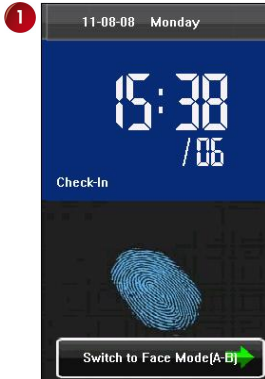 1
11-08-08 Monday
15:38
/06
Check-In
Switch to Face Mode(A-D)